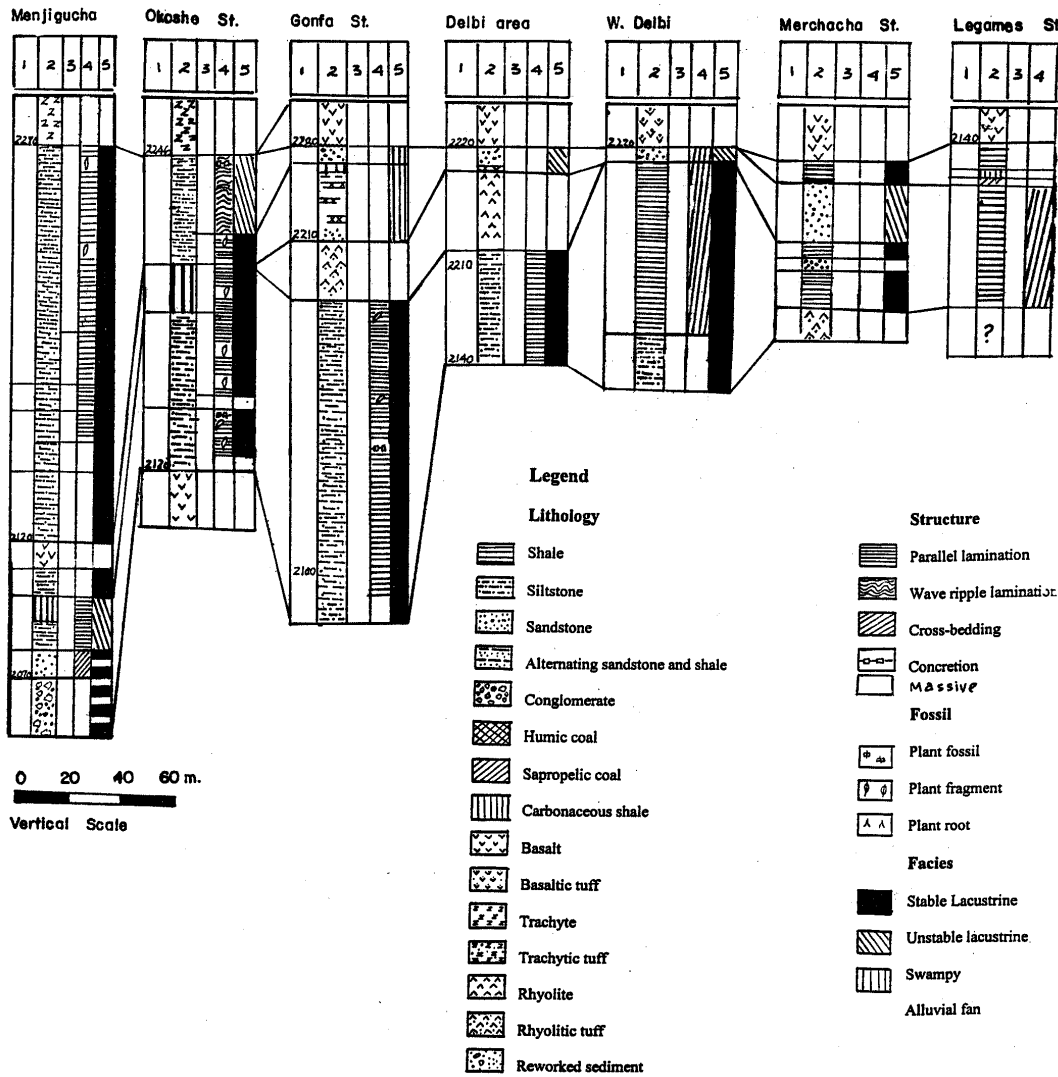 Menjigucha Okoshe St. Gonfa St. Delbi area W. Delbi Merchacha St. Legames St
1 2 3 4 5 1 2 3 4 5 1 2 3 4 5 1 2 3 4 5 1 2 3 4 5 1 2 3 4 5 1 2 3 4
2240
2120
2210
2100
2220
2210
2140
2140
2120
?
0 20 40 60 m.
Vertical Scale
Legend
Lithology
Shale
Siltstone
Sandstone
Alternating sandstone and shale
Conglomerate
Humic coal
Sapropelic coal
Carbonaceous shale
Basalt
Basaltic tuff
Trachyte
Trachytic tuff
Rhyolite
Rhyolitic tuff
Reworked sediment
Structure
Parallel lamination
Wave ripple lamination
Cross-bedding
Concretion
Massive
Fossil
Plant fossil
Plant fragment
Plant root
Facies
Stable Lacustrine
Unstable lacustrine
Swampy
Alluvial fan